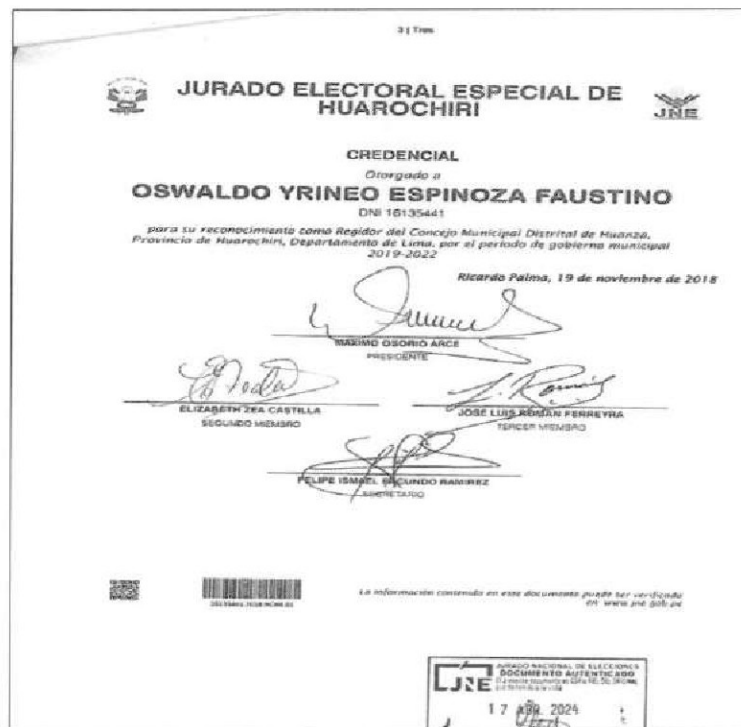 3 | Tres
JURADO ELECTORAL ESPECIAL DE
HUAROCHIRI
JNE
CREDENCIAL
Otorgado a
OSWALDO YRINEO ESPINOZA FAUSTINO
DNI 16135441
para su reconocimiento como Regidor del Concejo Municipal Distrital de Huanza,
Provincia de Huarochiri, Departamento de Lima, por el periodo de gobierno municipal
2019-2022
Ricardo Palma, 19 de noviembre de 2018
MAXIMO OSORIO ARCE
PRESIDENTE
ELIZABETH ZEA CASTILLA
SEGUNDO MIEMBRO
JOSE LUIS ROMAN FERREYRA
TERCER MIEMBRO
FELIPE ISMAEL FACUNDO RAMIREZ
SECRETARIO
La información contenida en este documento puede ser verificada
en: www.jne.gob.pe
JNE
JURADO NACIONAL DE ELECCIONES
DOCUMENTO AUTENTICADO
17 ABR. 2024